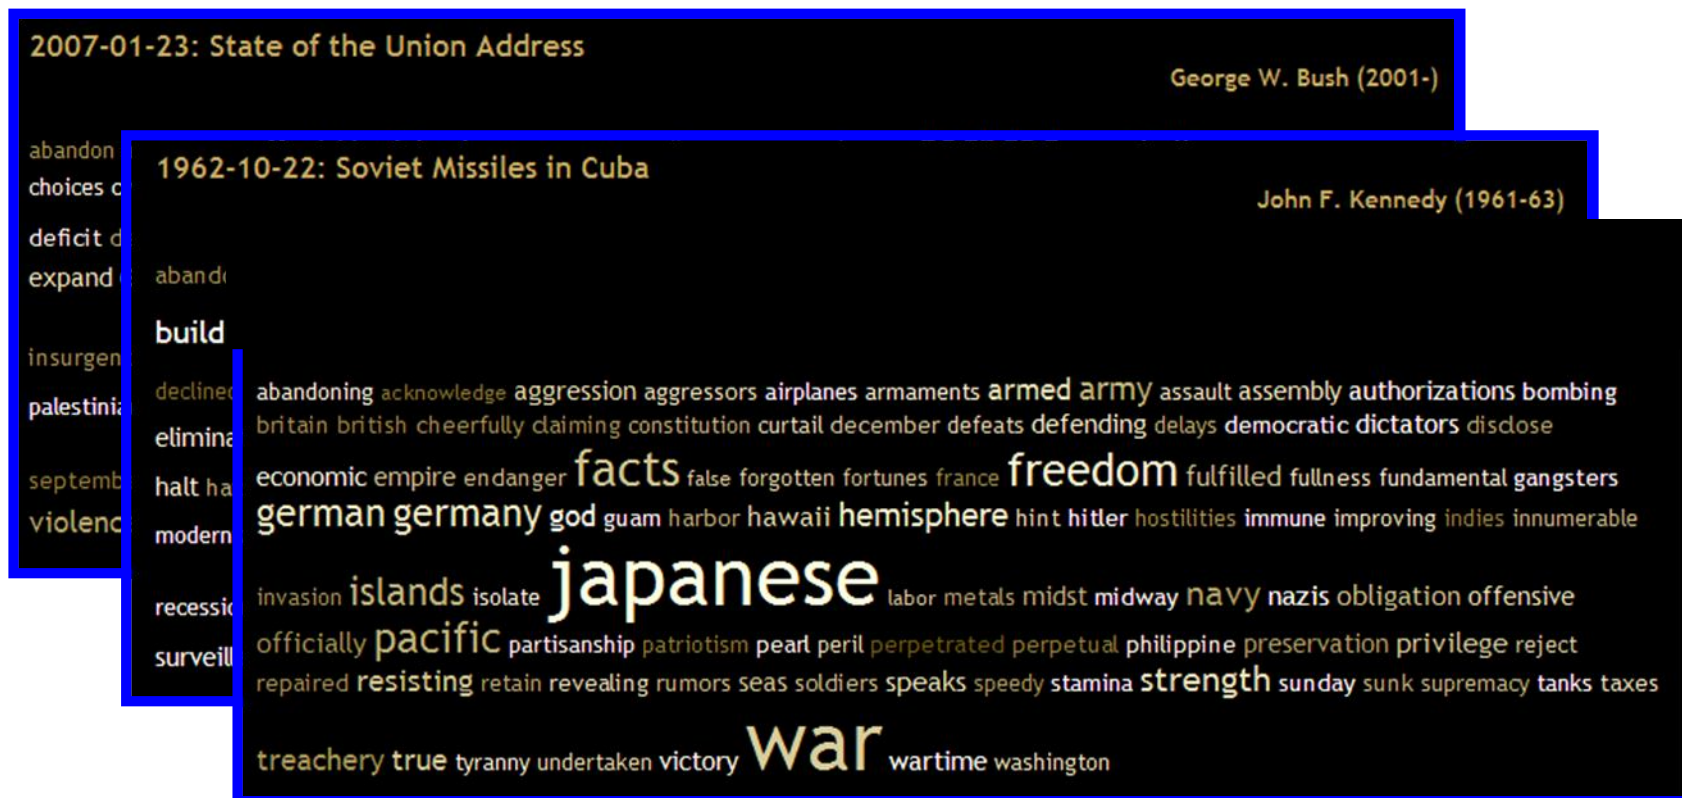 2007-01-23: State of the Union Address
George W. Bush (2001-)
abandon
choices
deficit
expand
insurgen
palestinia
septemb
violenc
1962-10-22: Soviet Missiles in Cuba
John F. Kennedy (1961-63)
abando
build
declined
elimina
halt ha
modern
recessio
surveill
abandoning acknowledge aggression aggressors airplanes armaments armed army assault assembly authorizations bombing
britain british cheerfully claiming constitution curtail december defeats defending delays democratic dictators disclose
economic empire endanger facts false forgotten fortunes france freedom fulfilled fullness fundamental gangsters
german germany god guam harbor hawaii hemisphere hint hitler hostilities immune improving indies innumerable
invasion islands isolate japanese labor metals midst midway navy nazis obligation offensive
officially pacific partisanship patriotism pearl peril perpetrated perpetual philippine preservation privilege reject
repaired resisting retain revealing rumors seas soldiers speaks speedy stamina strength sunday sunk supremacy tanks taxes
treachery true tyranny undertaken victory war wartime washington